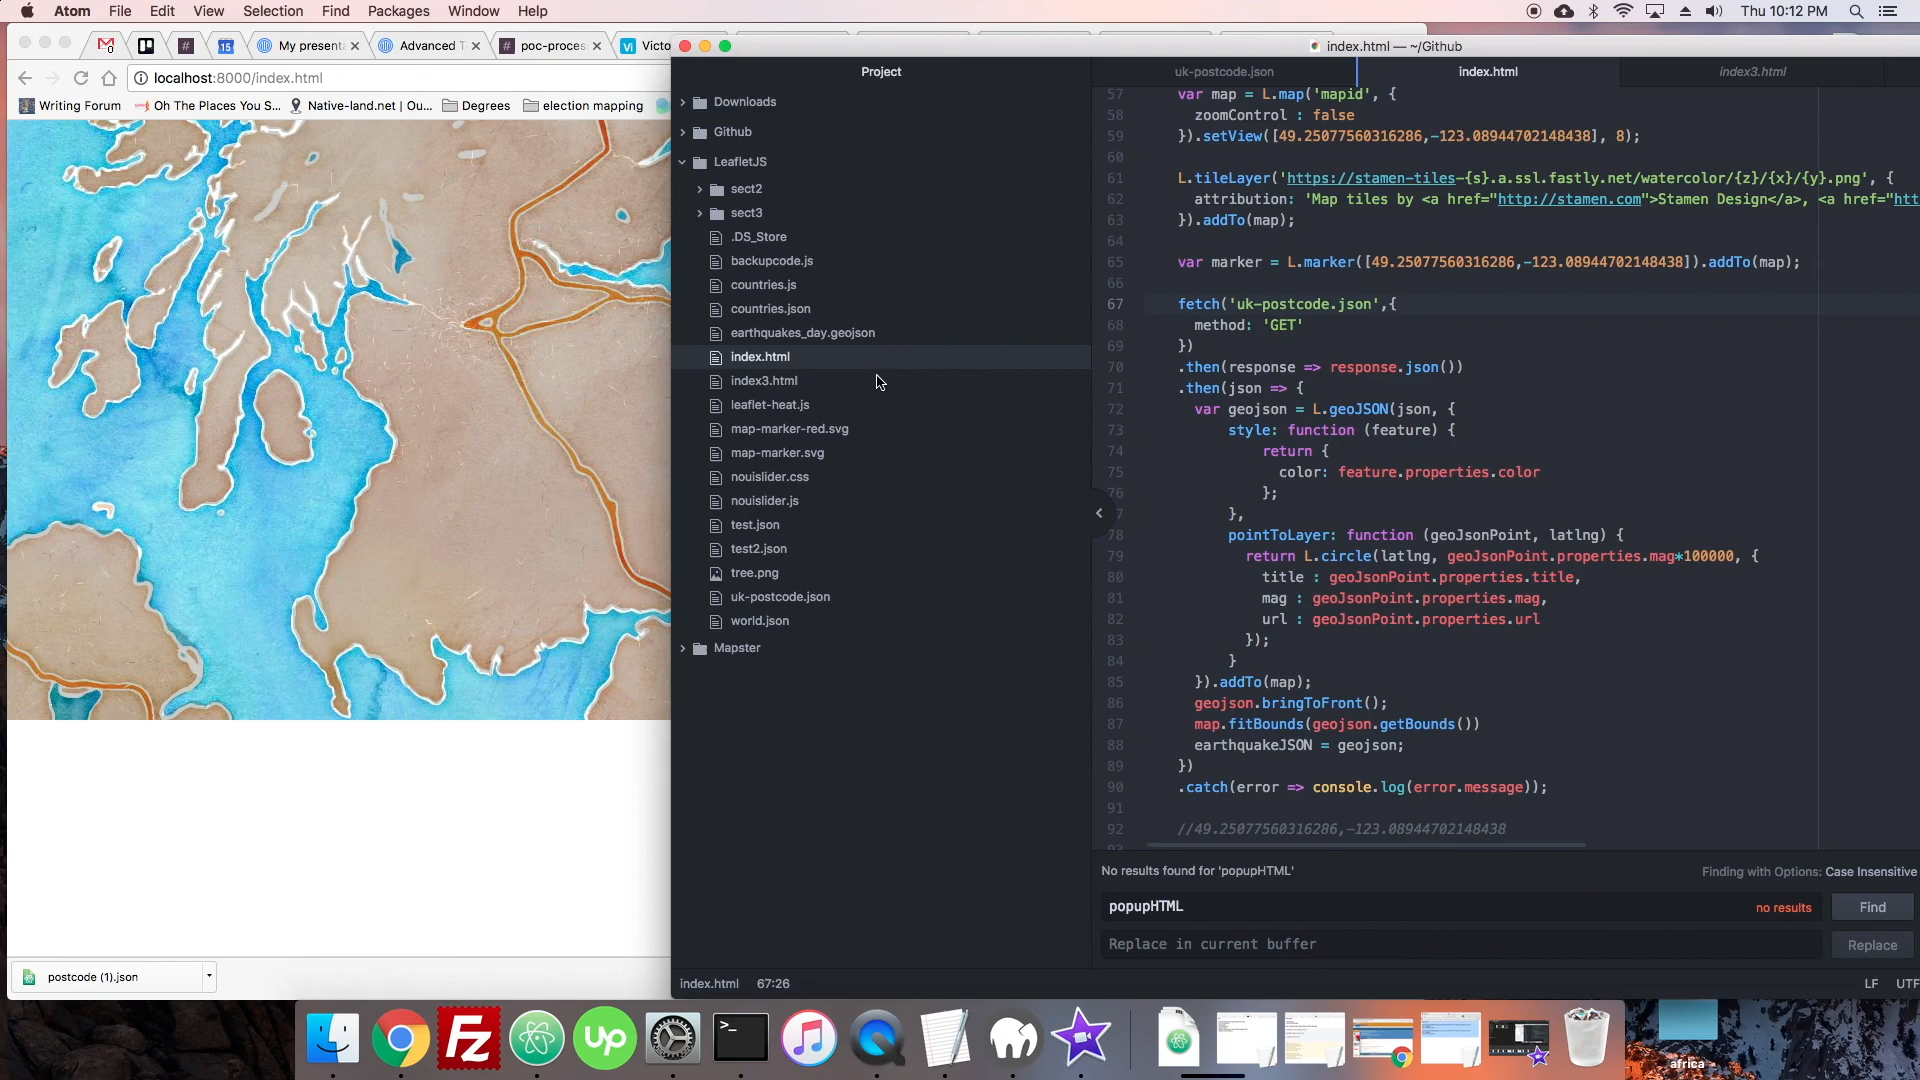 Atom File Edit View Selection Find Packages Window Help
Thu 10:12 PM
My present
Advanced T
poc-proces
Victo
index.html — ~/Github
localhost:8000/index.html
Writing Forum
Oh The Places You S...
Native-land.net | Ou...
Degrees
election mapping
Project
uk-postcode.json
index.html
index3.html
Downloads
Github
LeafletJS
sect2
sect3
.DS_Store
backupcode.js
countries.js
countries.json
earthquakes_day.geojson
index.html
index3.html
leaflet-heat.js
map-marker-red.svg
map-marker.svg
nouislider.css
nouislider.js
test.json
test2.json
tree.png
uk-postcode.json
world.json
Mapster
57 var map = L.map('mapid', {
58 zoomControl : false
59 }).setView([49.25077560316286,-123.08944702148438], 8);
60
61 L.tileLayer('https://stamen-tiles-{s}.a.ssl.fastly.net/watercolor/{z}/{x}/{y}.png', {
62 attribution: 'Map tiles by <a href="http://stamen.com">Stamen Design</a>, <a href="htt
63 }).addTo(map);
64
65 var marker = L.marker([49.25077560316286,-123.08944702148438]).addTo(map);
66
67 fetch('uk-postcode.json',{
68 method: 'GET'
69 })
70 .then(response => response.json())
71 .then(json => {
72 var geojson = L.geoJSON(json, {
73 style: function (feature) {
74 return {
75 color: feature.properties.color
76 };
7 },
78 pointToLayer: function (geoJsonPoint, latlng) {
79 return L.circle(latlng, geoJsonPoint.properties.mag*100000, {
80 title : geoJsonPoint.properties.title,
81 mag : geoJsonPoint.properties.mag,
82 url : geoJsonPoint.properties.url
83 });
84 }
85 }).addTo(map);
86 geojson.bringToFront();
87 map.fitBounds(geojson.getBounds())
88 earthquakeJSON = geojson;
89 })
90 .catch(error => console.log(error.message));
91
92 //49.25077560316286,-123.08944702148438
93
No results found for 'popupHTML'
Finding with Options: Case Insensitive
popupHTML
no results
Find
Replace in current buffer
Replace
postcode (1).json
index.html 67:26
LF UTF
africa